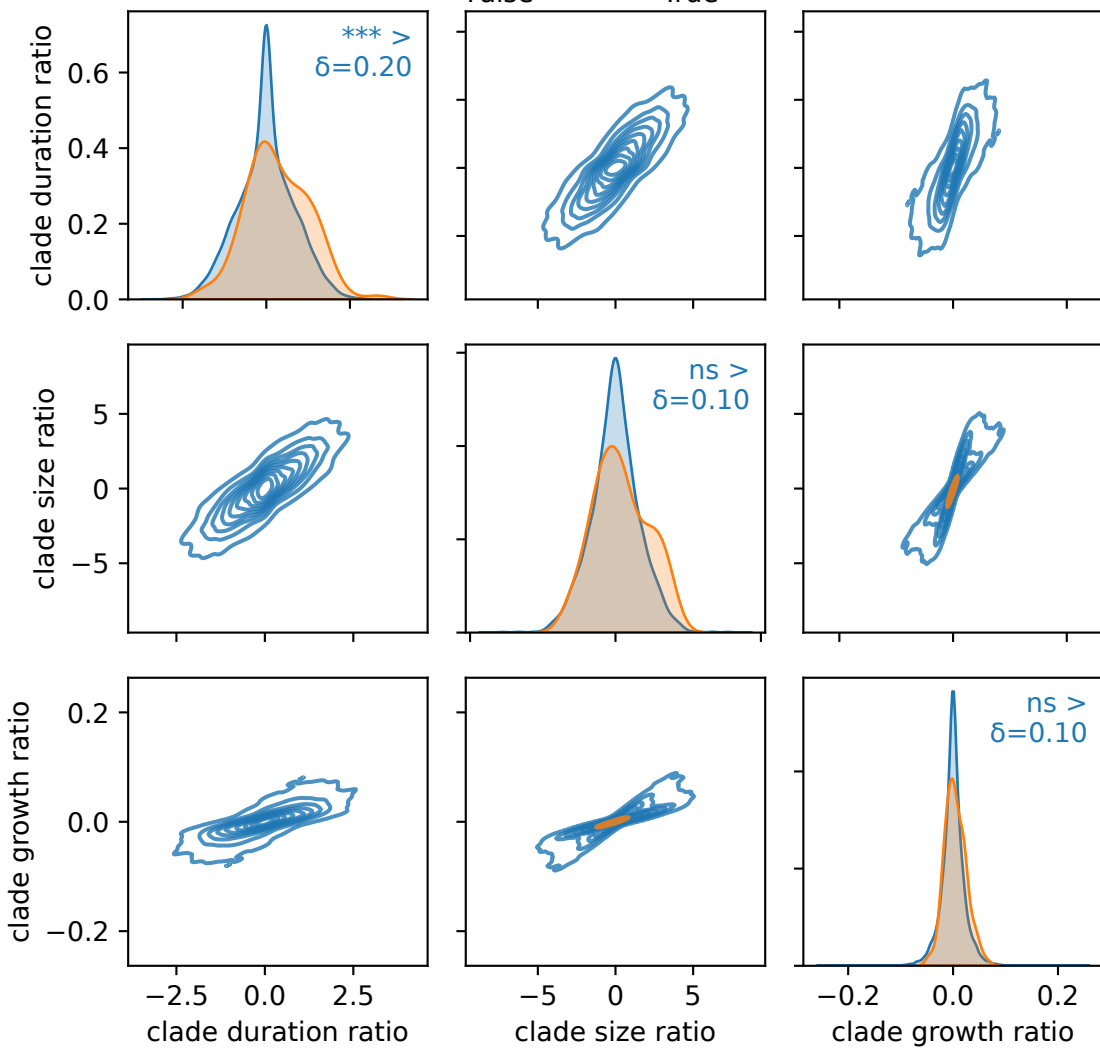 clade duration ratio
0.6
0.4
0.2
0.0
*** >
δ=0.20
clade size ratio
5
0
−5
ns >
δ=0.10
clade growth ratio
0.2
0.0
−0.2
ns >
δ=0.10
−2.5 0.0 2.5
−5 0 5
−0.2 0.0 0.2
clade duration ratio
clade size ratio
clade growth ratio